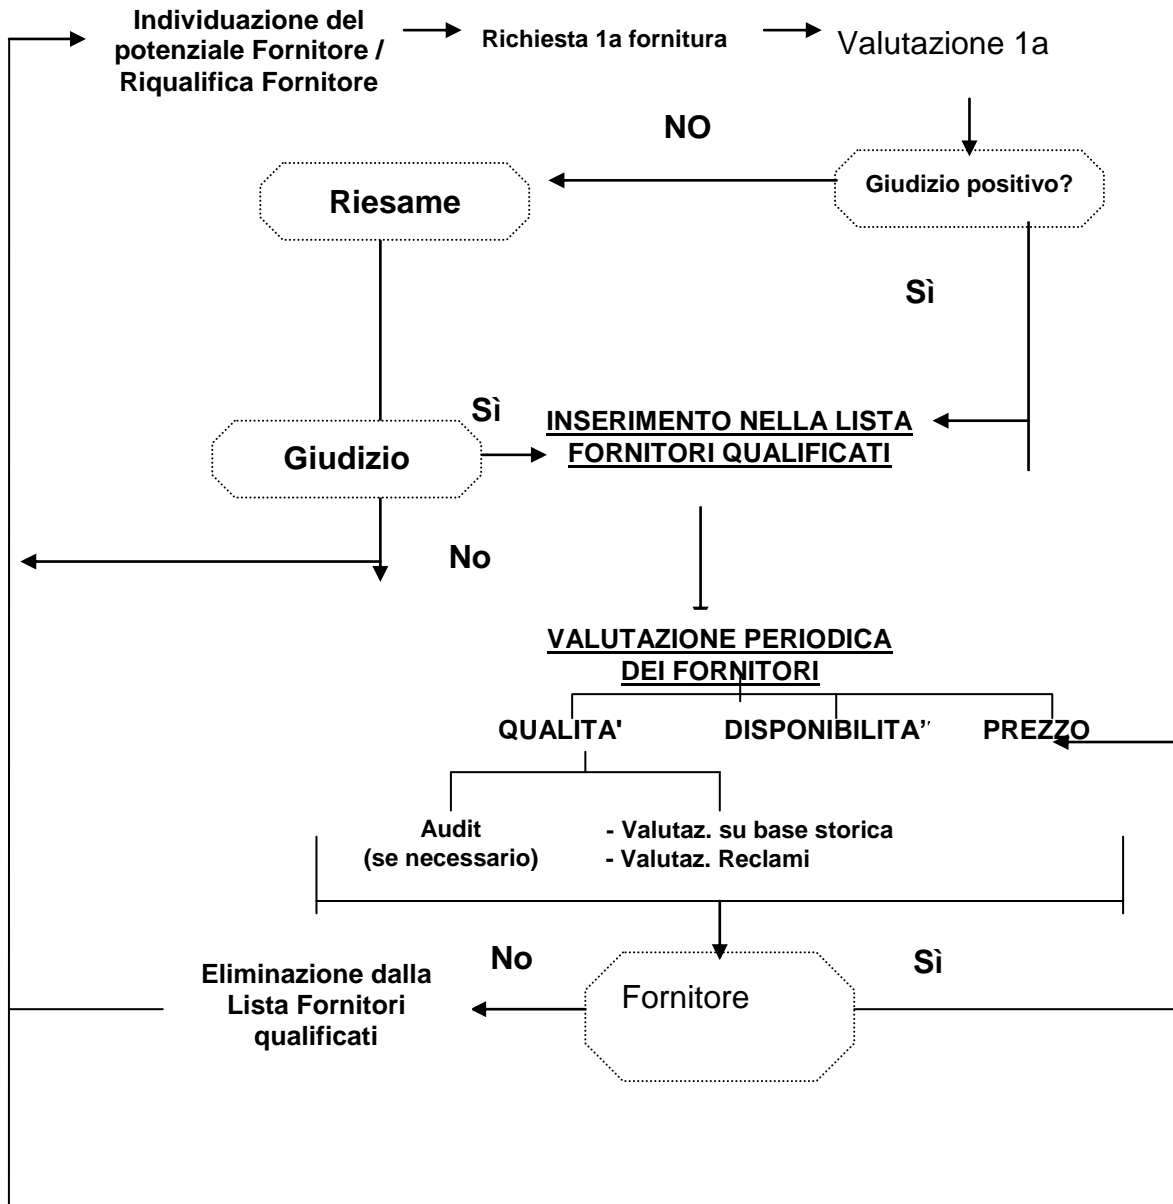 Individuazione del
potenziale Fornitore /
Riqualifica Fornitore
Richiesta 1a fornitura
Valutazione 1a
NO
Giudizio positivo?
Riesame
Sì
Sì
INSERIMENTO NELLA LISTA
FORNITORI QUALIFICATI
Giudizio
No
VALUTAZIONE PERIODICA
DEI FORNITORI
QUALITA'
DISPONIBILITA’'
PREZZO
Audit
(se necessario)
- Valutaz. su base storica
- Valutaz. Reclami
No
Sì
Eliminazione dalla
Lista Fornitori
qualificati
Fornitore